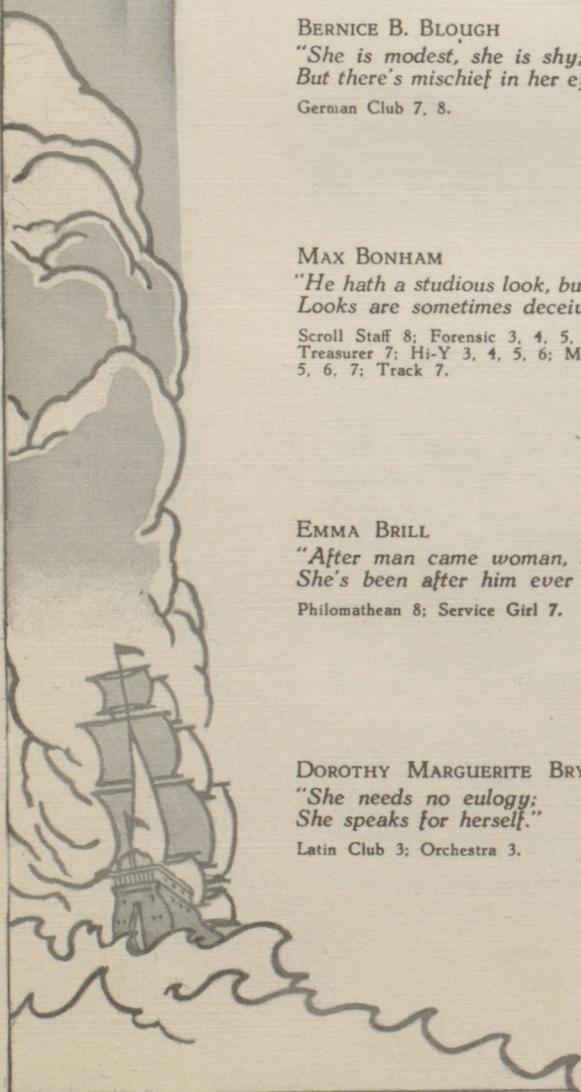 BERNICE B. BLOUGH
"She is modest, she is shy;
But there's mischief in her
German Club 7, 8.
MAX BONHAM
"He hath a studious look,
Looks are sometimes
Scroll Staff 8; Forensic 3, 4, 5,
Treasurer 7; Hi-Y 3, 4, 5, 6;
5, 6, 7; Track 7.
EMMA BRILL
"After man came woman,
She's been after him ever
Philomathean 8; Service Girl 7.
DOROTHY MARGUERITE
"She needs no eulogy;
She speaks for herself."
Latin Club 3; Orchestra 3.